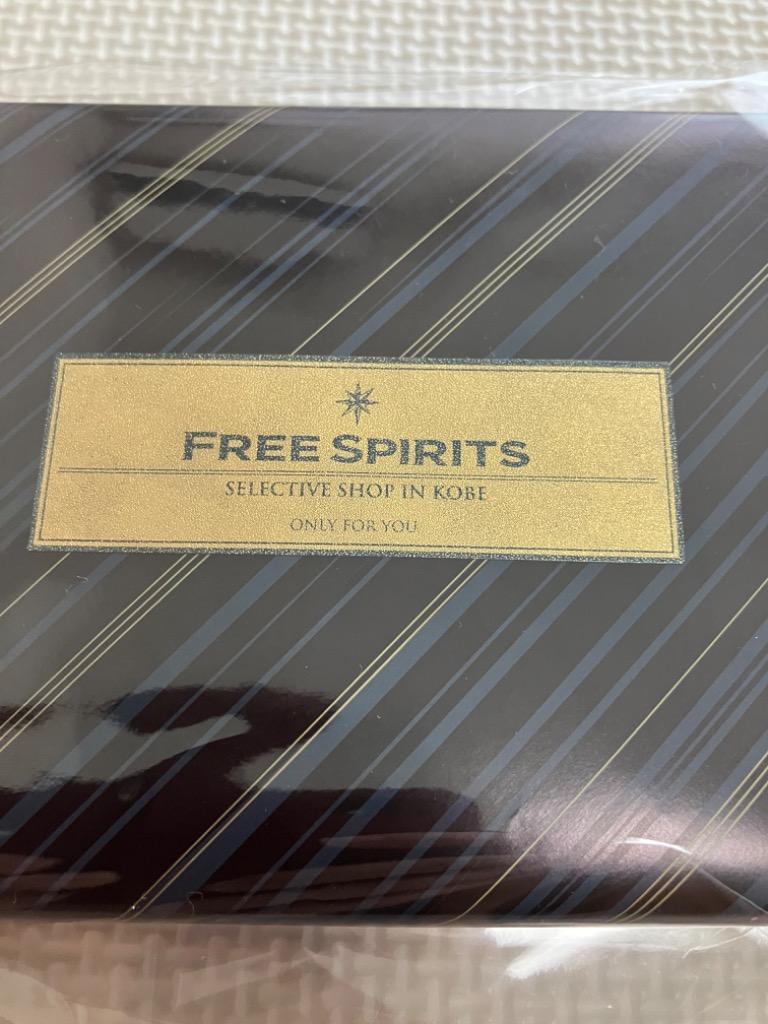 FREE SPIRITS
SELECTIVE SHOP IN KOBE
ONLY FOR YOU